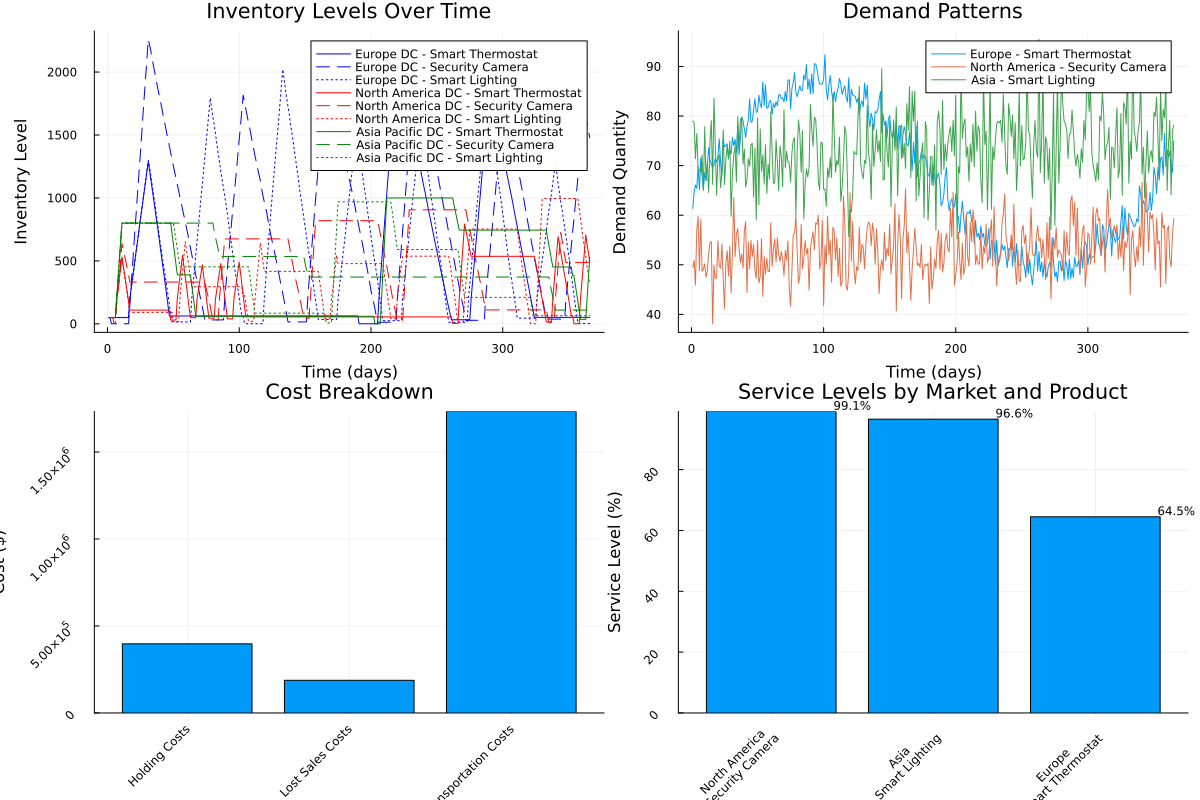 Inventory Levels Over Time
Inventory Level
2000
1500
1000
500
0
Europe DC - Smart Thermostat
Europe DC - Security Camera
Europe DC - Smart Lighting
North America DC - Smart Thermostat
North America DC - Security Camera
North America DC - Smart Lighting
Asia Pacific DC - Smart Thermostat
Asia Pacific DC - Security Camera
Asia Pacific DC - Smart Lighting
0 100 200 300
Time (days)
Demand Patterns
Demand Quantity
90
80
70
60
50
40
Europe - Smart Thermostat
North America - Security Camera
Asia - Smart Lighting
0 100 200 300
Time (days)
Cost Breakdown
1.50×10⁶
1.00×10⁶
5.00×10⁵
0
Holding Costs
Lost Sales Costs
nsportation Costs
Service Levels by Market and Product
Service Level (%)
80
60
40
20
0
99.1%
96.6%
64.5%
North America
ecurity Camera
Asia
Smart Lighting
Europe
art Thermostat